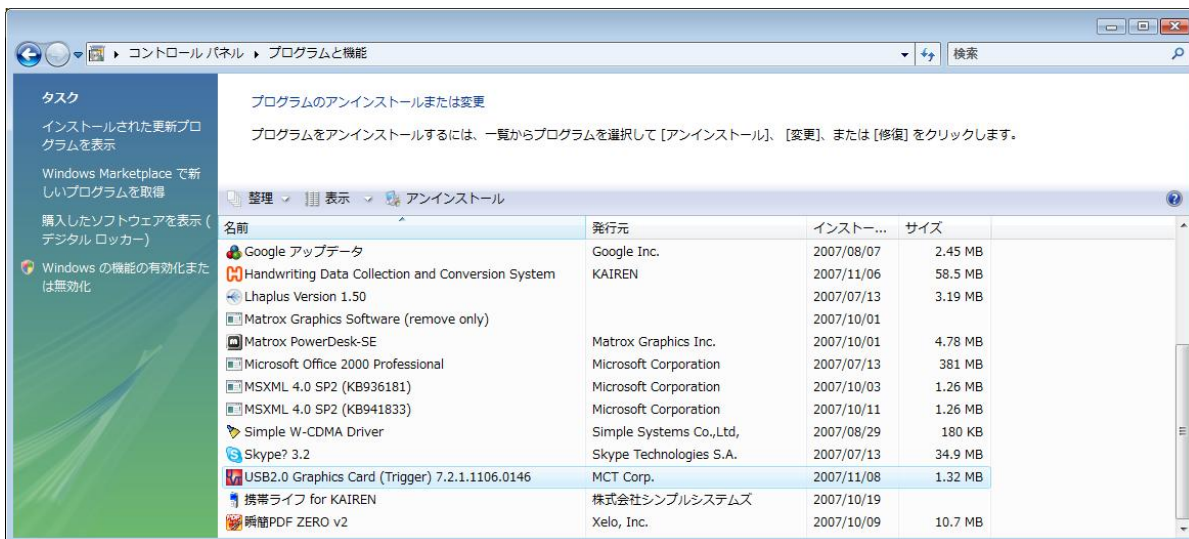 コントロール パネル プログラムと機能 検索
タスク
インストールされた更新プロ
グラムを表示
Windows Marketplace で新
しいプログラムを取得
購入したソフトウェアを表示 (
デジタル ロッカー)
Windows の機能の有効化また
は無効化
プログラムのアンインストールまたは変更
プログラムをアンインストールするには、一覧からプログラムを選択して [アンインストール]、[変更]、または [修復] をクリックします。
整理 表示 アンインストール
名前 発行元 インストー... サイズ
Google アップデータ Google Inc. 2007/08/07 2.45 MB
Handwriting Data Collection and Conversion System KAIREN 2007/11/06 58.5 MB
Lhaplus Version 1.50 2007/07/13 3.19 MB
Matrox Graphics Software (remove only) 2007/10/01
Matrox PowerDesk-SE Matrox Graphics Inc. 2007/10/01 4.78 MB
Microsoft Office 2000 Professional Microsoft Corporation 2007/07/13 381 MB
MSXML 4.0 SP2 (KB936181) Microsoft Corporation 2007/10/03 1.26 MB
MSXML 4.0 SP2 (KB941833) Microsoft Corporation 2007/10/11 1.26 MB
Simple W-CDMA Driver Simple Systems Co.,Ltd, 2007/08/29 180 KB
Skype? 3.2 Skype Technologies S.A. 2007/07/13 34.9 MB
USB2.0 Graphics Card (Trigger) 7.2.1.1106.0146 MCT Corp. 2007/11/08 1.32 MB
携帯ライフ for KAIREN 株式会社シンプルシステムズ 2007/10/19
瞬簡PDF ZERO v2 Xelo, Inc. 2007/10/09 10.7 MB